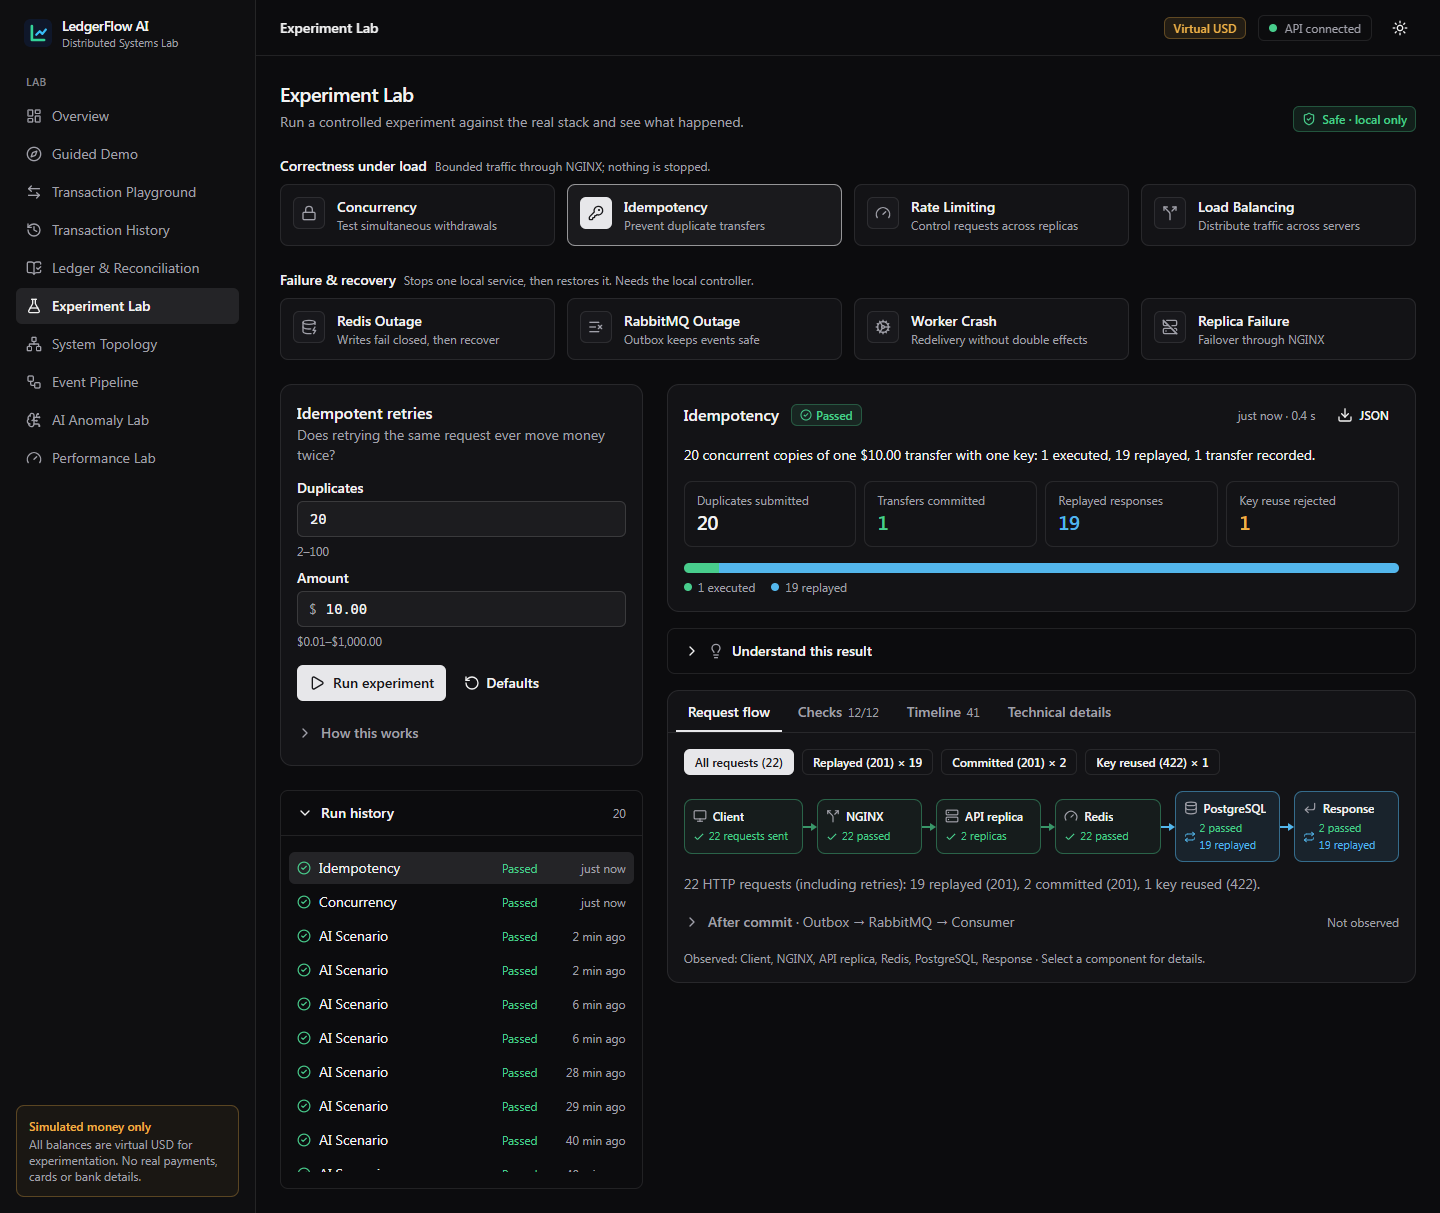 LedgerFlow AI
Distributed Systems Lab
LAB
Overview
Guided Demo
Transaction Playground
Transaction History
Ledger & Reconciliation
Experiment Lab
System Topology
Event Pipeline
AI Anomaly Lab
Performance Lab
Simulated money only
All balances are virtual USD for
experimentation. No real payments,
cards or bank details.
Experiment Lab
Virtual USD
API connected
Experiment Lab
Run a controlled experiment against the real stack and see what happened.
Safe · local only
Correctness under load Bounded traffic through NGINX; nothing is stopped.
Concurrency
Test simultaneous withdrawals
Idempotency
Prevent duplicate transfers
Rate Limiting
Control requests across replicas
Load Balancing
Distribute traffic across servers
Failure & recovery Stops one local service, then restores it. Needs the local controller.
Redis Outage
Writes fail closed, then recover
RabbitMQ Outage
Outbox keeps events safe
Worker Crash
Redelivery without double effects
Replica Failure
Failover through NGINX
Idempotent retries
Does retrying the same request ever move money
twice?
Duplicates
20
2–100
Amount
$ 10.00
$0.01–$1,000.00
Run experiment
Defaults
How this works
Run history 20
Idempotency Passed just now
Concurrency Passed just now
AI Scenario Passed 2 min ago
AI Scenario Passed 2 min ago
AI Scenario Passed 6 min ago
AI Scenario Passed 6 min ago
AI Scenario Passed 28 min ago
AI Scenario Passed 29 min ago
AI Scenario Passed 40 min ago
Idempotency Passed just now · 0.4 s JSON
20 concurrent copies of one $10.00 transfer with one key: 1 executed, 19 replayed, 1 transfer recorded.
Duplicates submitted
20
Transfers committed
1
Replayed responses
19
Key reuse rejected
1
1 executed 19 replayed
Understand this result
Request flow Checks 12/12 Timeline 41 Technical details
All requests (22) Replayed (201) × 19 Committed (201) × 2 Key reused (422) × 1
Client
22 requests sent
NGINX
22 passed
API replica
2 replicas
Redis
22 passed
PostgreSQL
2 passed
19 replayed
Response
2 passed
19 replayed
22 HTTP requests (including retries): 19 replayed (201), 2 committed (201), 1 key reused (422).
After commit · Outbox → RabbitMQ → Consumer Not observed
Observed: Client, NGINX, API replica, Redis, PostgreSQL, Response · Select a component for details.